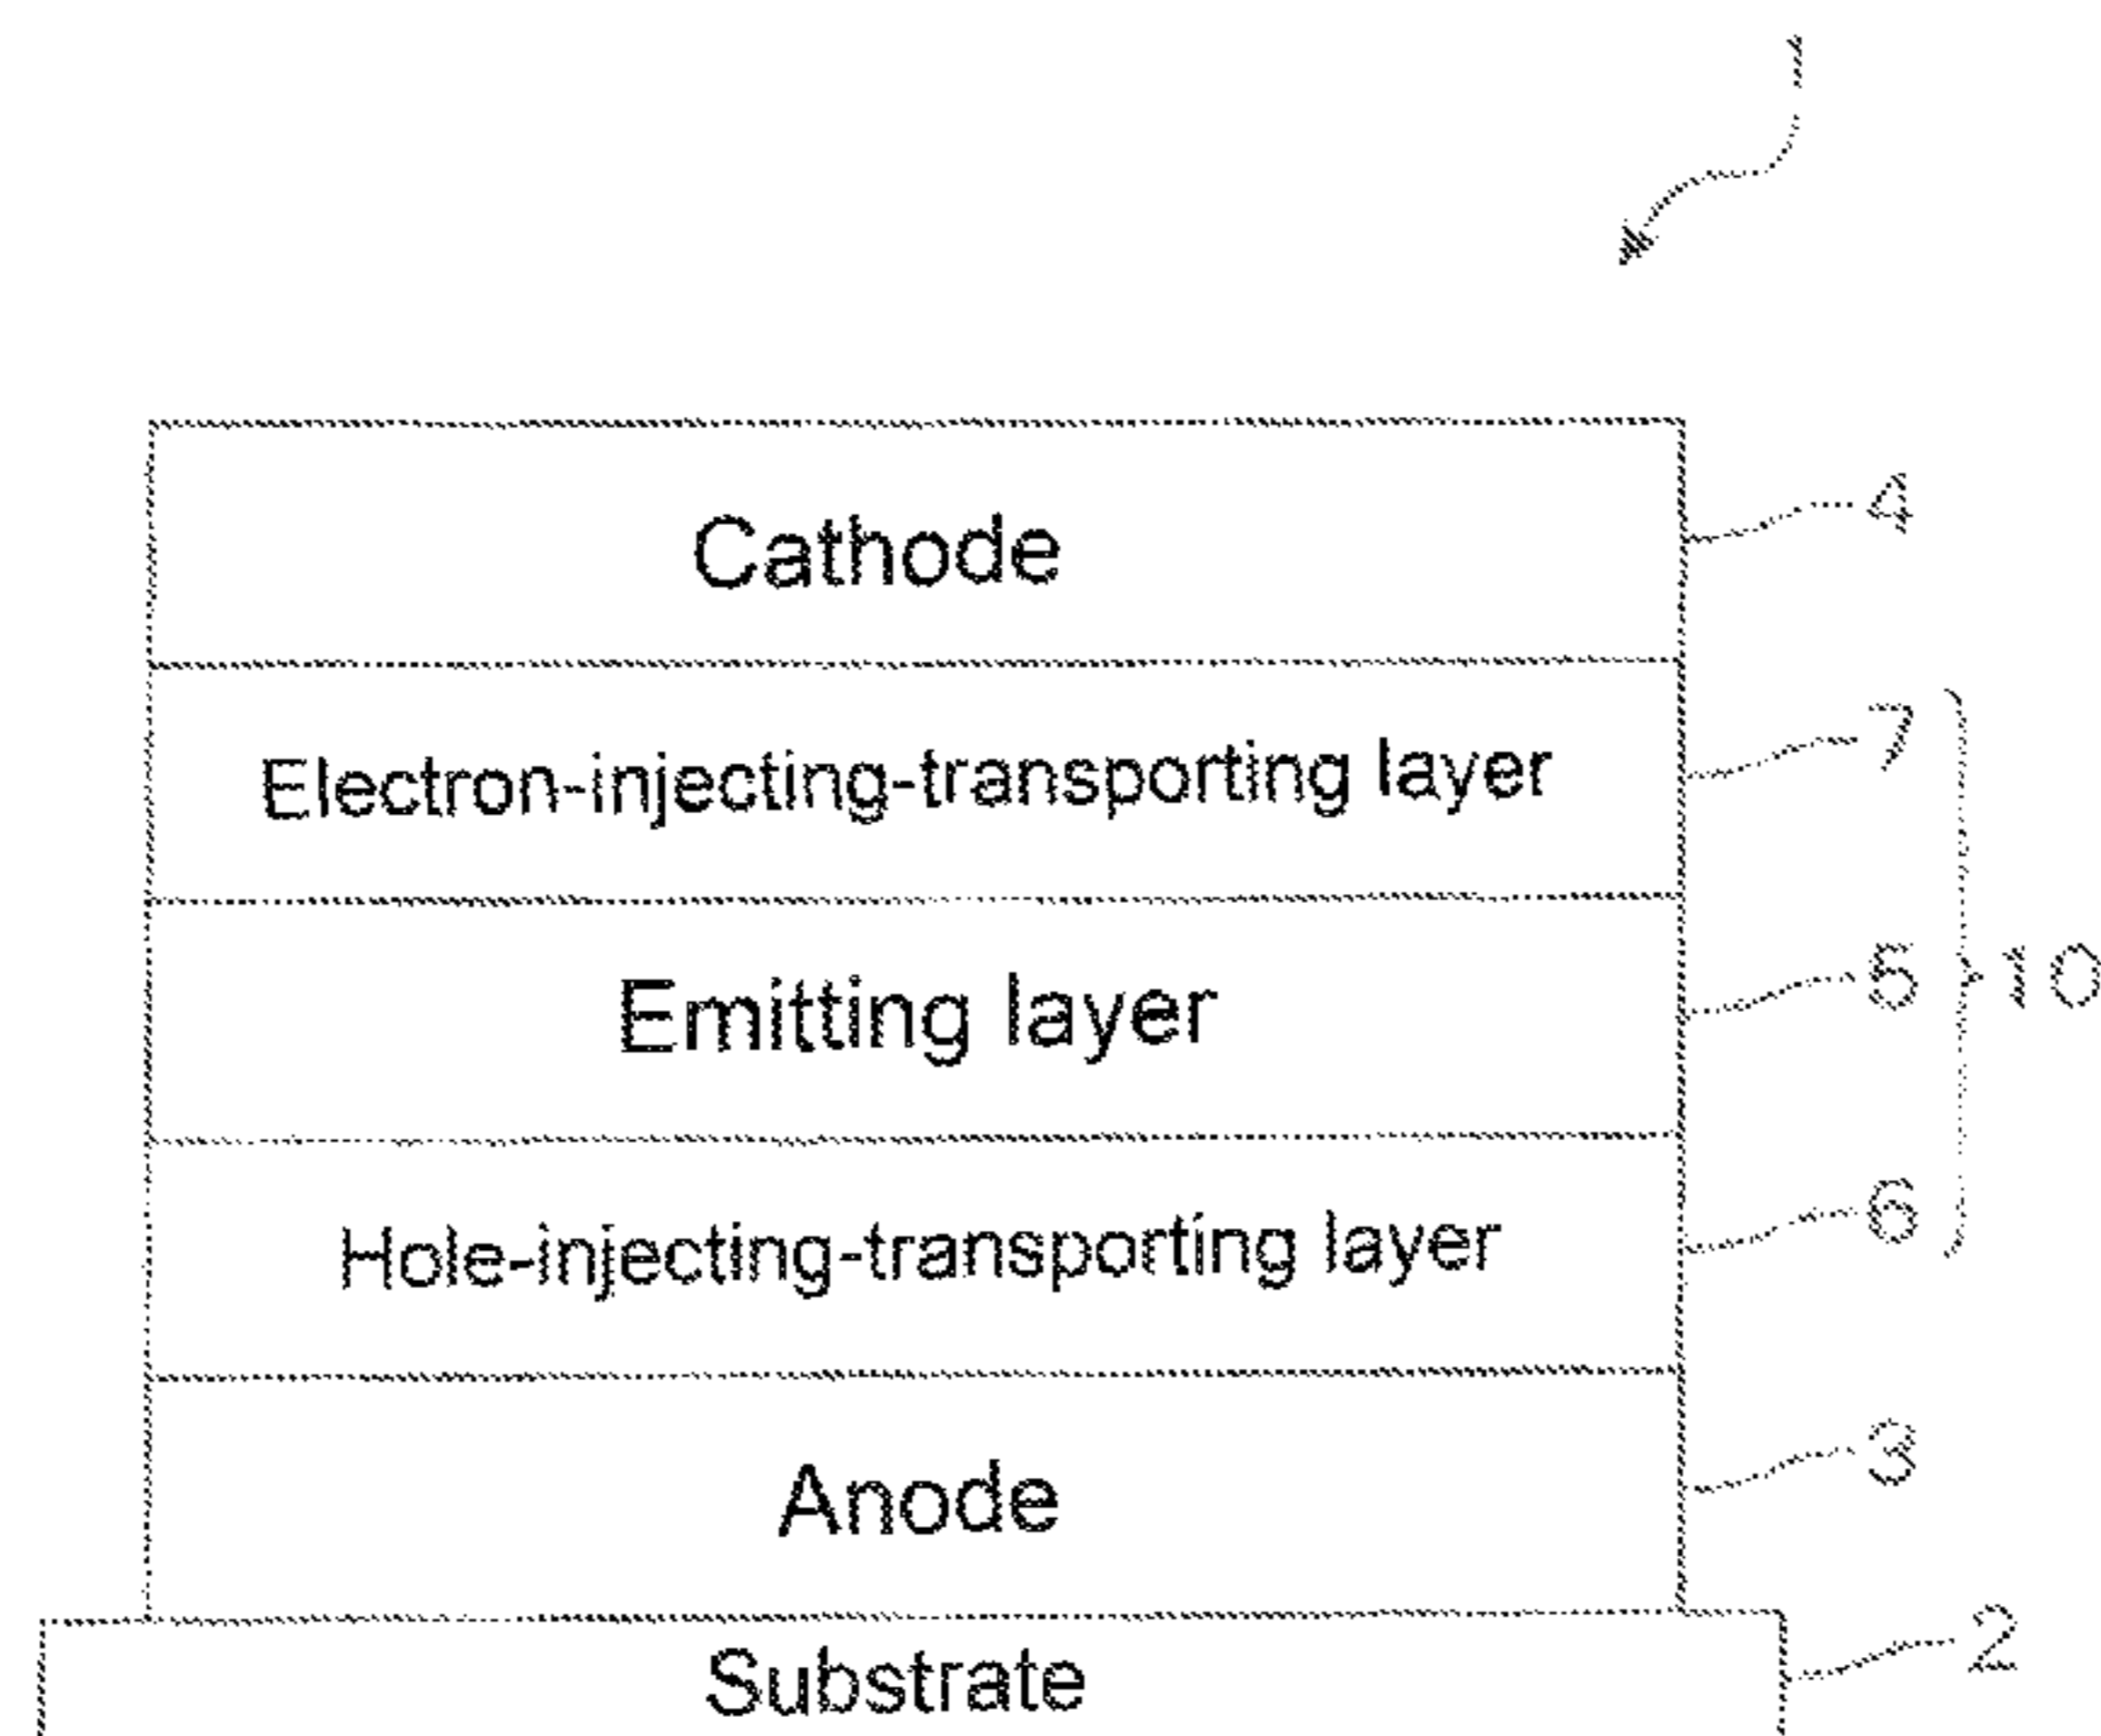 1
Cathode 4
Electron-injecting-transporting layer 7
Emitting layer 5 10
Hole-injecting-transporting layer 6
Anode 3
Substrate 2